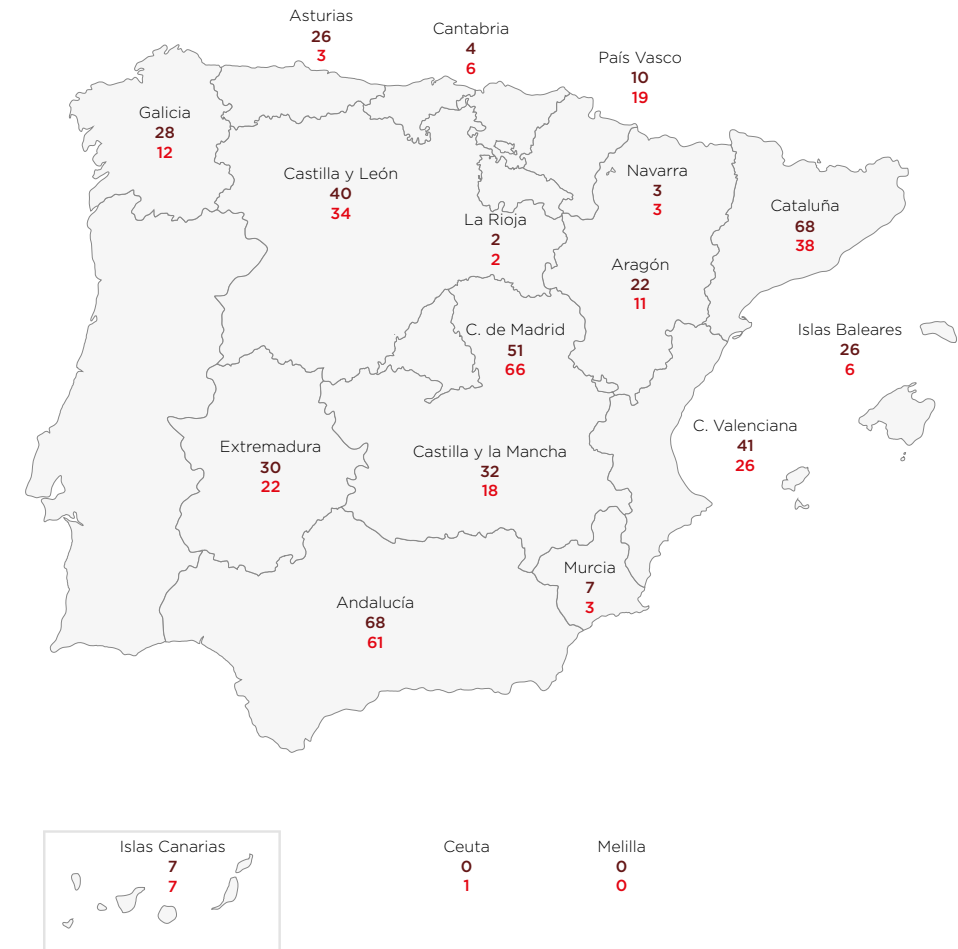 Asturias
26
3
Cantabria
4
6
País Vasco
10
19
Galicia
28
12
Castilla y León
40
34
Navarra
3
3
La Rioja
2
2
Cataluña
68
38
Aragón
22
11
C. de Madrid
51
66
Islas Baleares
26
6
Extremadura
30
22
Castilla y la Mancha
32
18
C. Valenciana
41
26
Murcia
7
3
Andalucía
68
61
Islas Canarias
7
7
Ceuta
0
1
Melilla
0
0